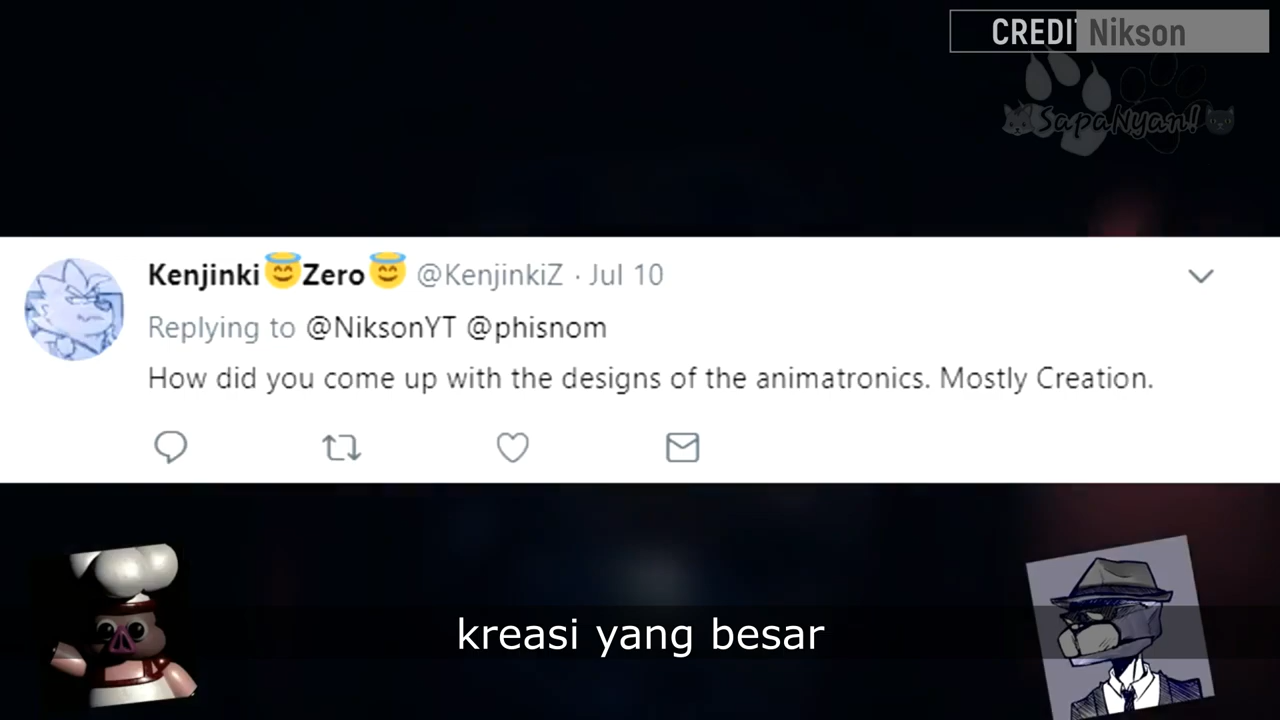 CREDIT Nikson
SapaNyan!
Kenjinki😇Zero😇 @KenjinkiZ · Jul 10
Replying to @NiksonYT @phisnom
How did you come up with the designs of the animatronics. Mostly Creation.
kreasi yang besar